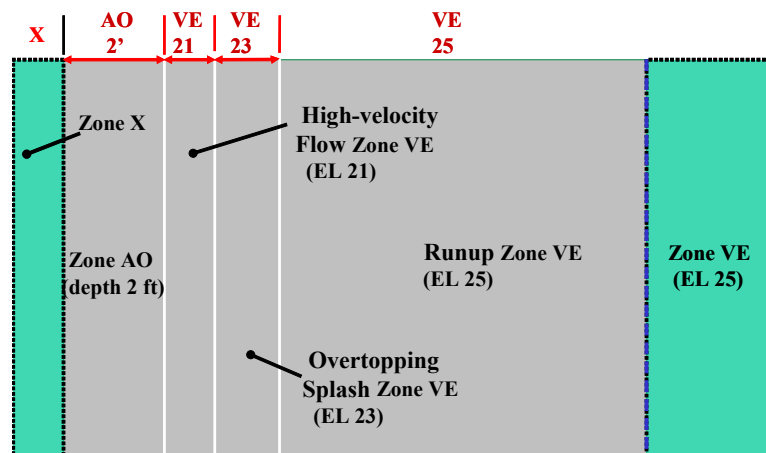 X
AO
2’
VE
21
VE
23
VE
25
Zone X
High-velocity
Flow Zone VE
(EL 21)
Zone AO
(depth 2 ft)
Runup Zone VE
(EL 25)
Zone VE
(EL 25)
Overtopping
Splash Zone VE
(EL 23)